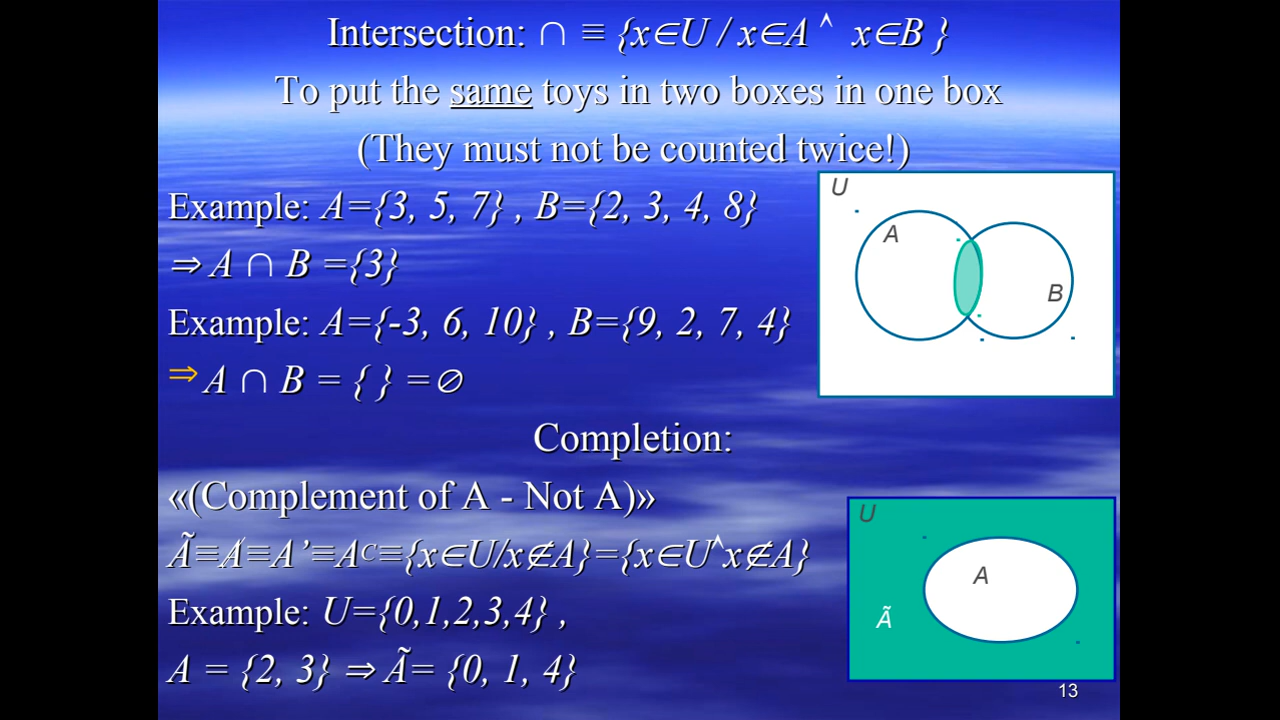 Intersection: ∩ ≡ {x∈U / x∈A ^ x∈B }
To put the same toys in two boxes in one box
(They must not be counted twice!)
Example: A={3, 5, 7} , B={2, 3, 4, 8}
⇒ A ∩ B ={3}
Example: A={-3, 6, 10} , B={9, 2, 7, 4}
⇒ A ∩ B = { } =∅
U
A
B
Completion:
«(Complement of A - Not A)»
Ã≡A̸≡A’≡Aᶜ≡{x∈U/x∉A}={x∈U^x∉A}
Example: U={0,1,2,3,4} ,
A = {2, 3} ⇒ Ã= {0, 1, 4}
U
A
Ã
13